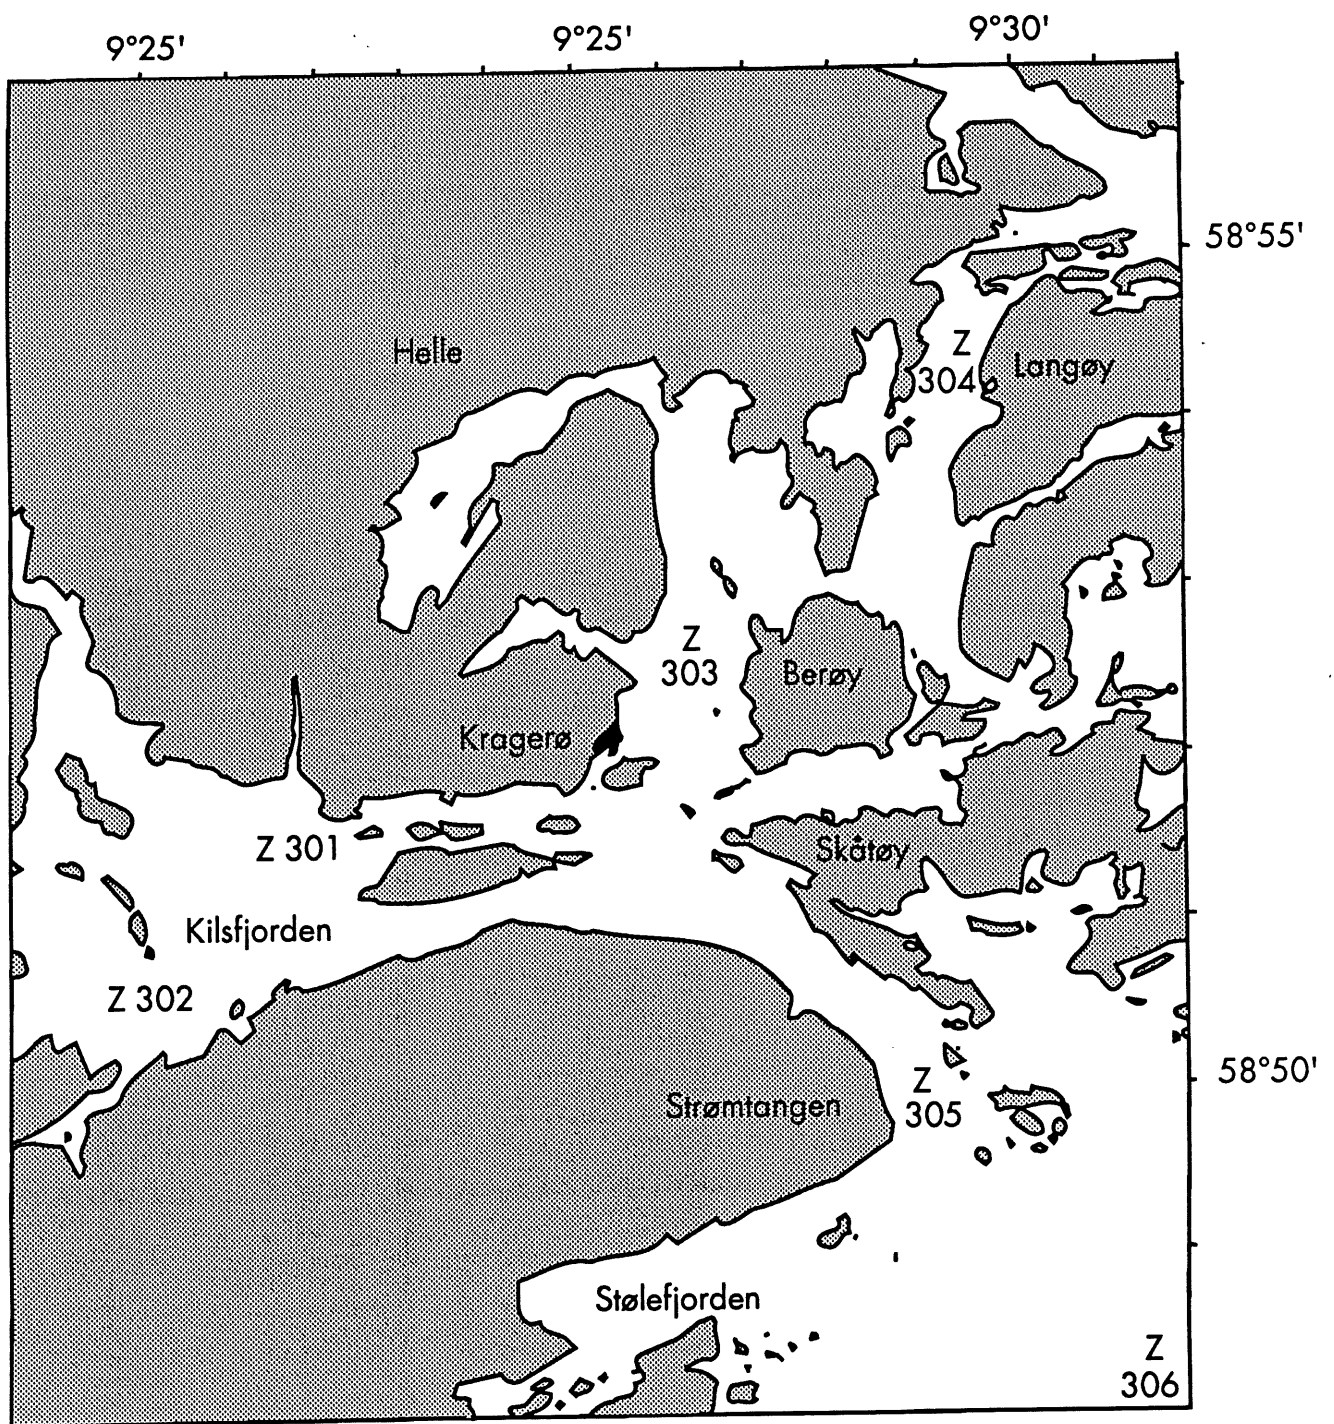 9°25' 9°25' 9°30'
58°55'
Helle
Z
304
Langøy
Z
303
Berøy
Kragerø
Z 301
Skåtøy
Kilsfjorden
Z 302
58°50'
Z
305
Strømtangen
Stølefjorden
Z
306